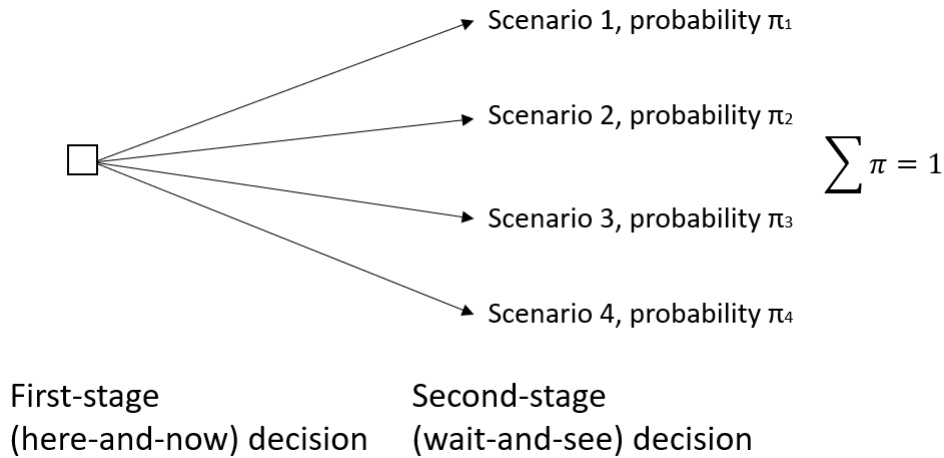 Scenario 1, probability π₁
Scenario 2, probability π₂
∑ π = 1
Scenario 3, probability π₃
Scenario 4, probability π₄
First-stage
(here-and-now) decision
Second-stage
(wait-and-see) decision